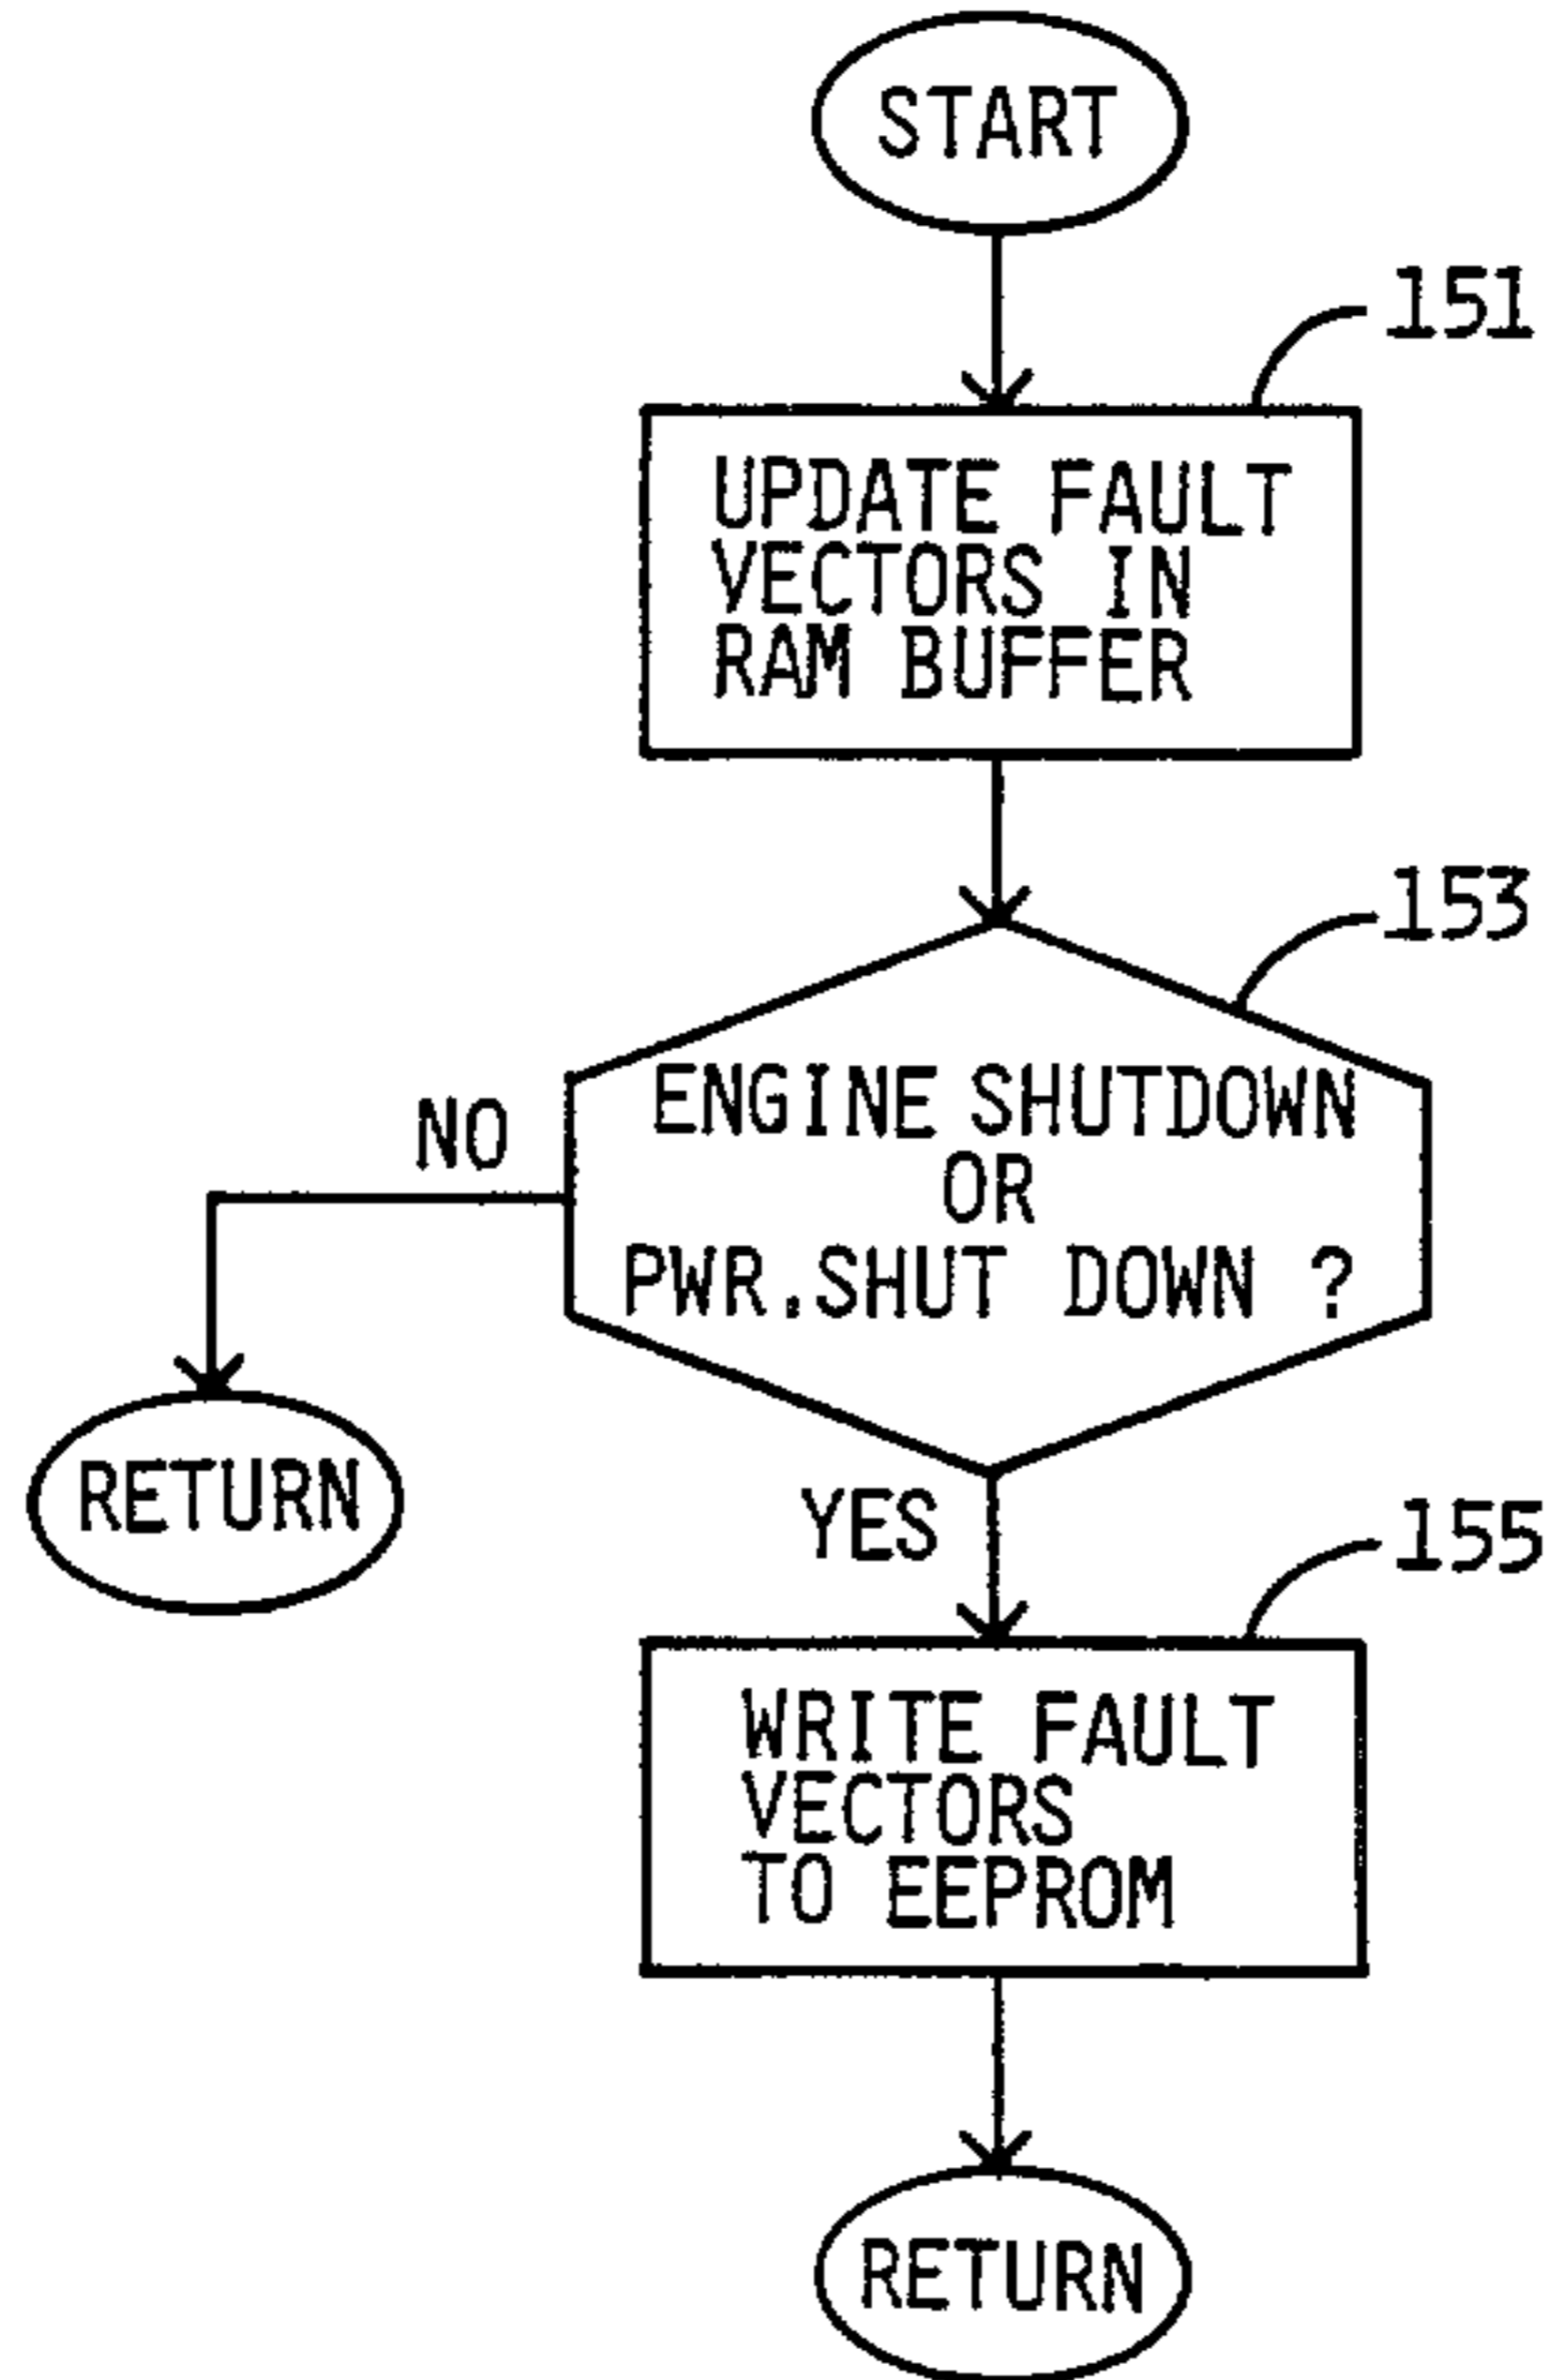 START
151
UPDATE FAULT
VECTORS IN
RAM BUFFER
153
ENGINE SHUTDOWN
OR
PWR.SHUT DOWN ?
NO
RETURN
YES
155
WRITE FAULT
VECTORS
TO EEPROM
RETURN